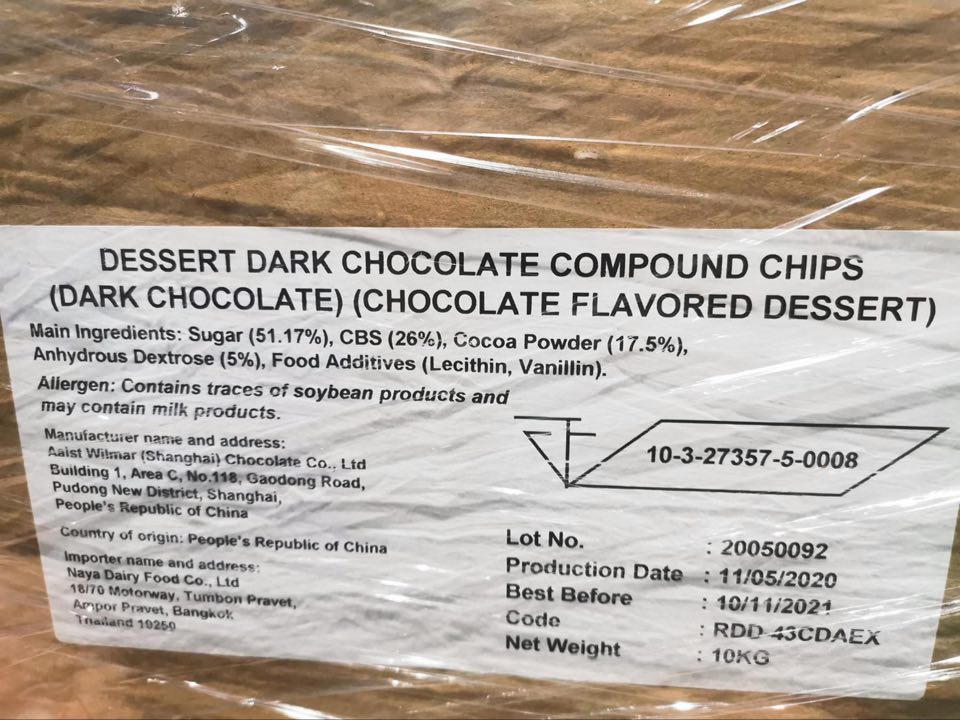 DESSERT DARK CHOCOLATE COMPOUND CHIPS
(DARK CHOCOLATE) (CHOCOLATE FLAVORED DESSERT)
Main Ingredients: Sugar (51.17%), CBS (26%), Cocoa Powder (17.5%),
Anhydrous Dextrose (5%), Food Additives (Lecithin, Vanillin).
Allergen: Contains traces of soybean products and
may contain milk products.
Manufacturer name and address:
Aaist Wilmar (Shanghai) Chocolate Co., Ltd
Building 1, Area C, No.118, Gaodong Road,
Pudong New District, Shanghai,
People's Republic of China
Country of origin: People's Republic of China
Importer name and address:
Naya Dairy Food Co., Ltd
18/70 Motorway, Tumbon Pravet,
Ampor Pravet, Bangkok
Thailand 10250
10-3-27357-5-0008
Lot No. : 20050092
Production Date : 11/05/2020
Best Before : 10/11/2021
Code : RDD 43CDAEX
Net Weight : 10KG